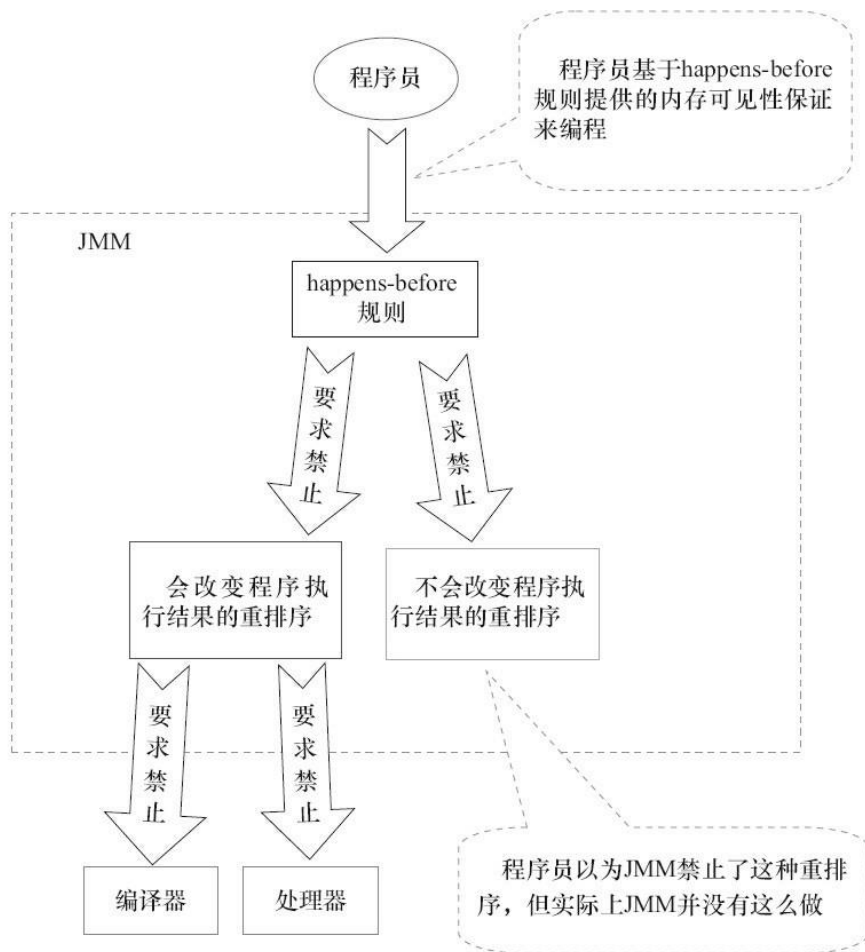 程序员
程序员基于happens-before
规则提供的内存可见性保证
来编程
JMM
happens-before
规则
要求禁止
要求禁止
会改变程序执
行结果的重排序
不会改变程序执
行结果的重排序
要求禁止
要求禁止
编译器
处理器
程序员以为JMM禁止了这种重排
序，但实际上JMM并没有这么做